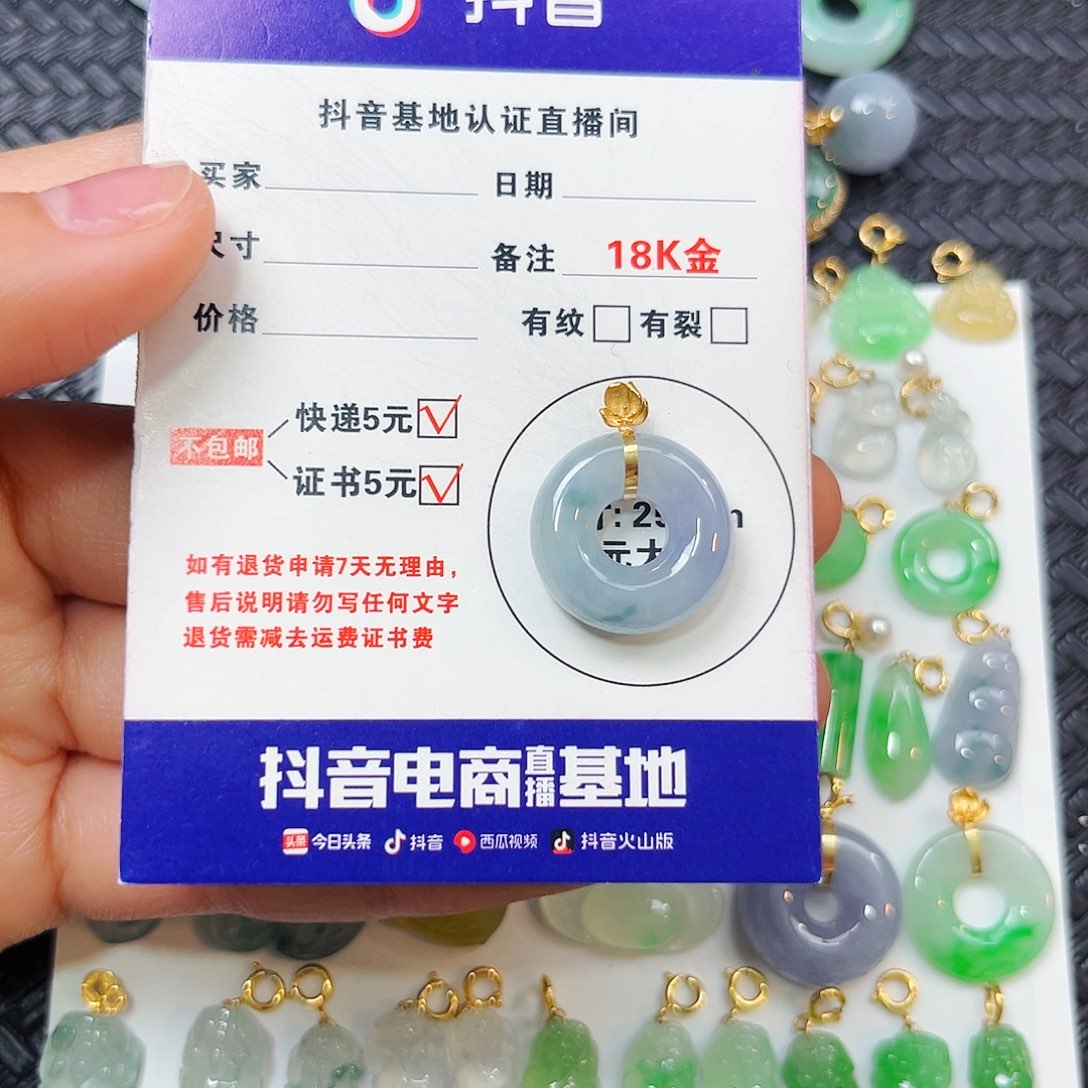 抖音
抖音基地认证直播间
买家 日期
尺寸 备注 18K金
价格 有纹 有裂
不包邮
快递5元
证书5元
: 25
元大
如有退货申请7天无理由，
售后说明请勿写任何文字
退货需减去运费证书费
抖音电商直播基地
头条 今日头条 抖音 西瓜视频 抖音火山版